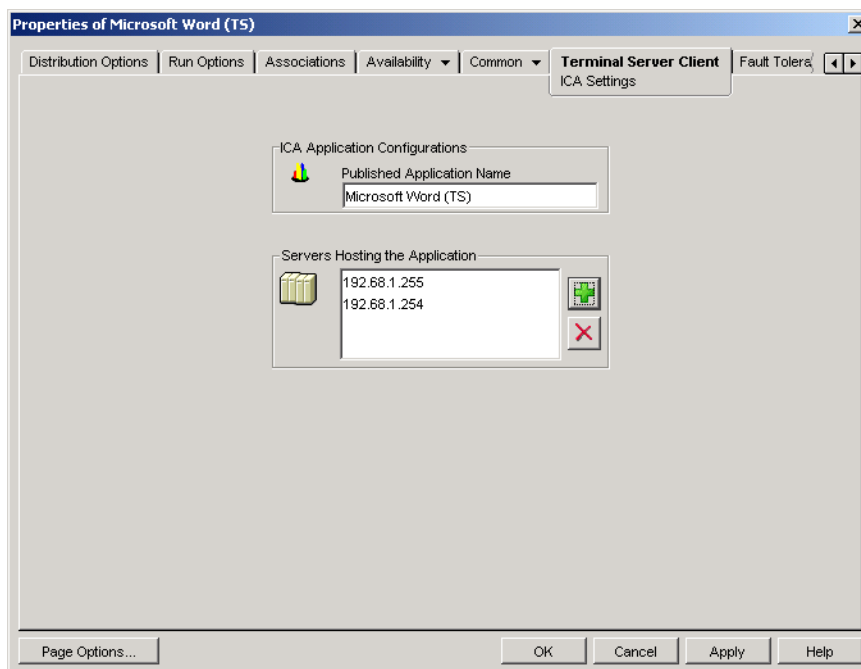 Properties of Microsoft Word (TS)
Distribution Options Run Options Associations Availability Common Terminal Server Client Fault Tolera
ICA Settings
ICA Application Configurations
Published Application Name
Microsoft Word (TS)
Servers Hosting the Application
192.68.1.255
192.68.1.254
Page Options... OK Cancel Apply Help